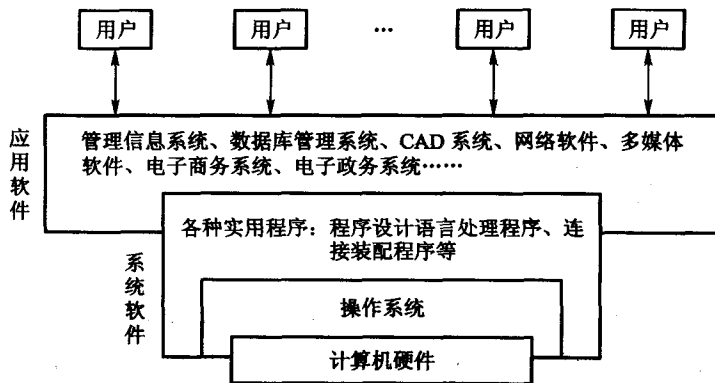 用户 用户 … 用户 用户
应用软件
管理信息系统、数据库管理系统、CAD 系统、网络软件、多媒体
软件、电子商务系统、电子政务系统……
系统软件
各种实用程序：程序设计语言处理程序、连
接装配程序等
操作系统
计算机硬件